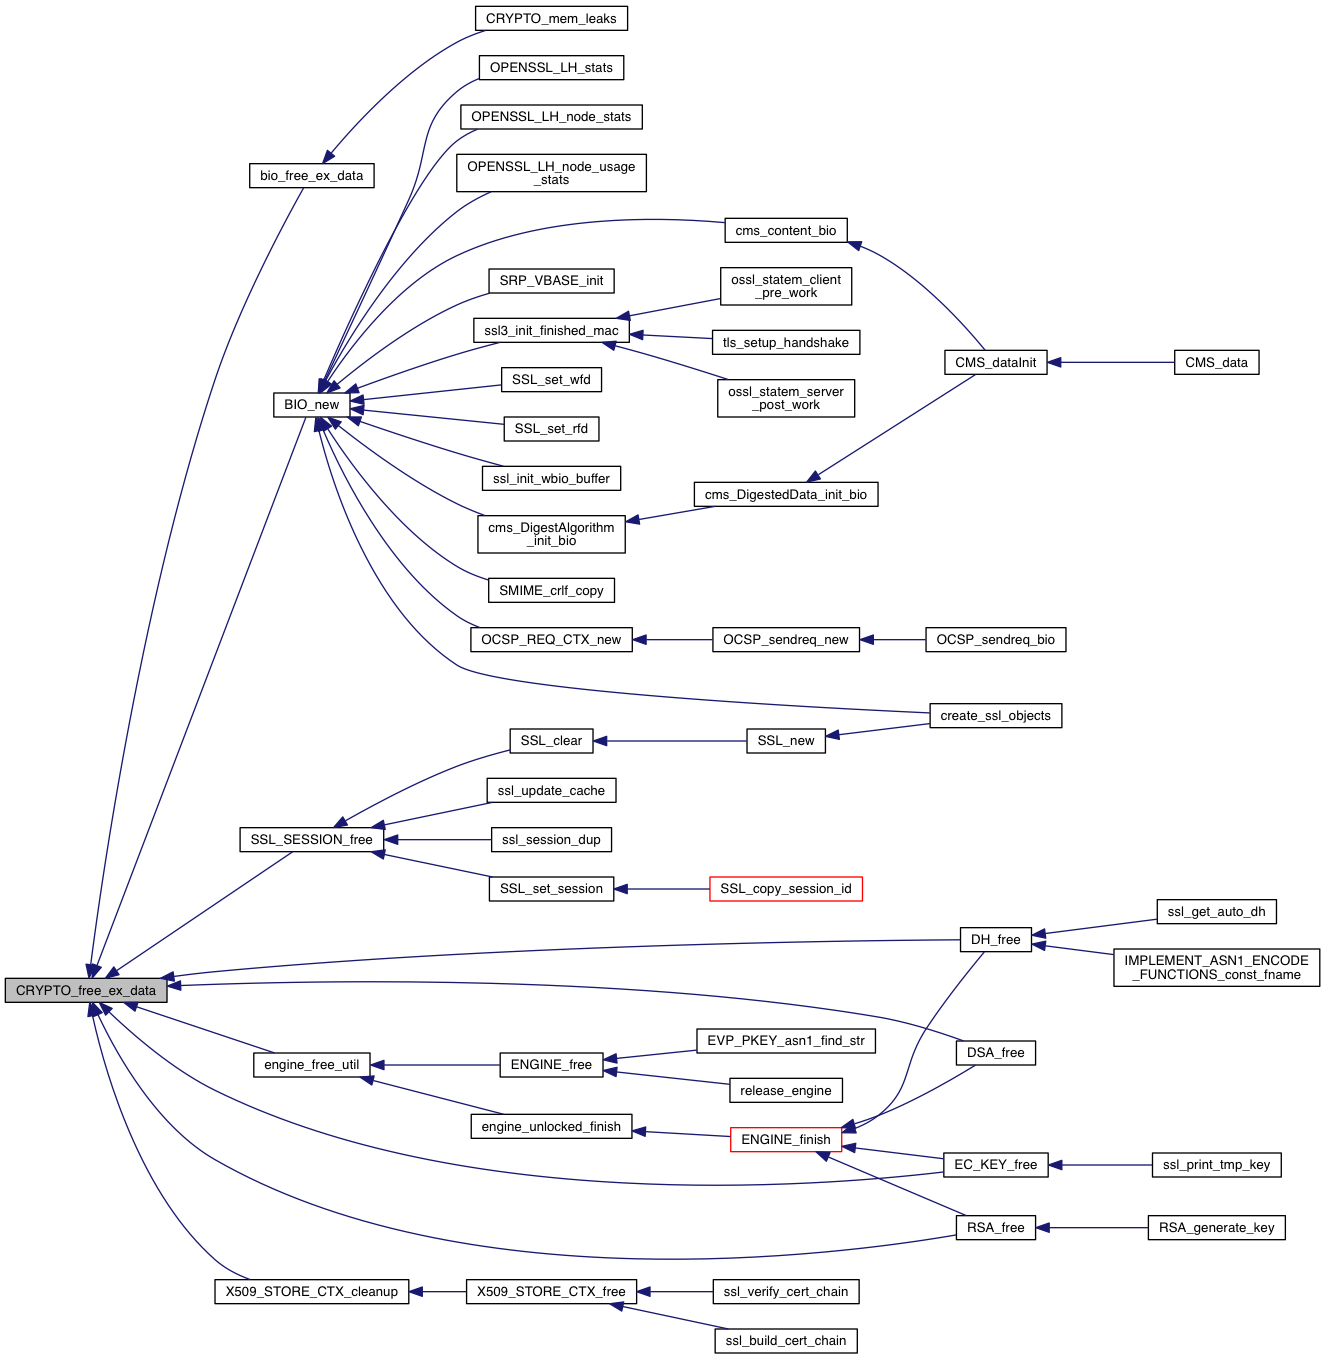 CRYPTO_mem_leaks
OPENSSL_LH_stats
OPENSSL_LH_node_stats
bio_free_ex_data
OPENSSL_LH_node_usage
_stats
cms_content_bio
SRP_VBASE_init
ossl_statem_client
_pre_work
ssl3_init_finished_mac
tls_setup_handshake
CMS_dataInit
CMS_data
SSL_set_wfd
ossl_statem_server
_post_work
BIO_new
SSL_set_rfd
ssl_init_wbio_buffer
cms_DigestedData_init_bio
cms_DigestAlgorithm
_init_bio
SMIME_crlf_copy
OCSP_REQ_CTX_new
OCSP_sendreq_new
OCSP_sendreq_bio
create_ssl_objects
SSL_clear
SSL_new
ssl_update_cache
SSL_SESSION_free
ssl_session_dup
SSL_set_session
SSL_copy_session_id
ssl_get_auto_dh
DH_free
IMPLEMENT_ASN1_ENCODE
_FUNCTIONS_const_fname
CRYPTO_free_ex_data
EVP_PKEY_asn1_find_str
DSA_free
engine_free_util
ENGINE_free
release_engine
engine_unlocked_finish
ENGINE_finish
EC_KEY_free
ssl_print_tmp_key
RSA_free
RSA_generate_key
X509_STORE_CTX_cleanup
X509_STORE_CTX_free
ssl_verify_cert_chain
ssl_build_cert_chain